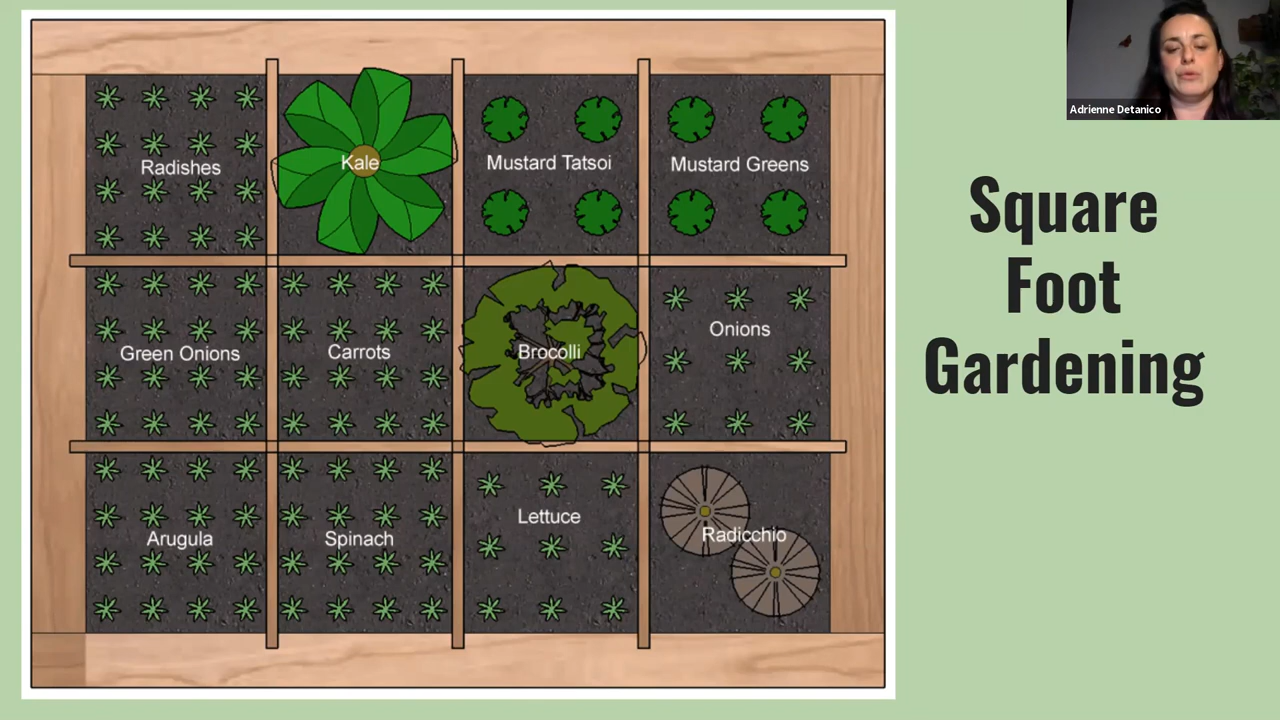 Adrienne Detanico
Radishes
Kale
Mustard Tatsoi
Mustard Greens
Green Onions
Carrots
Brocolli
Onions
Arugula
Spinach
Lettuce
Radicchio
Square
Foot
Gardening